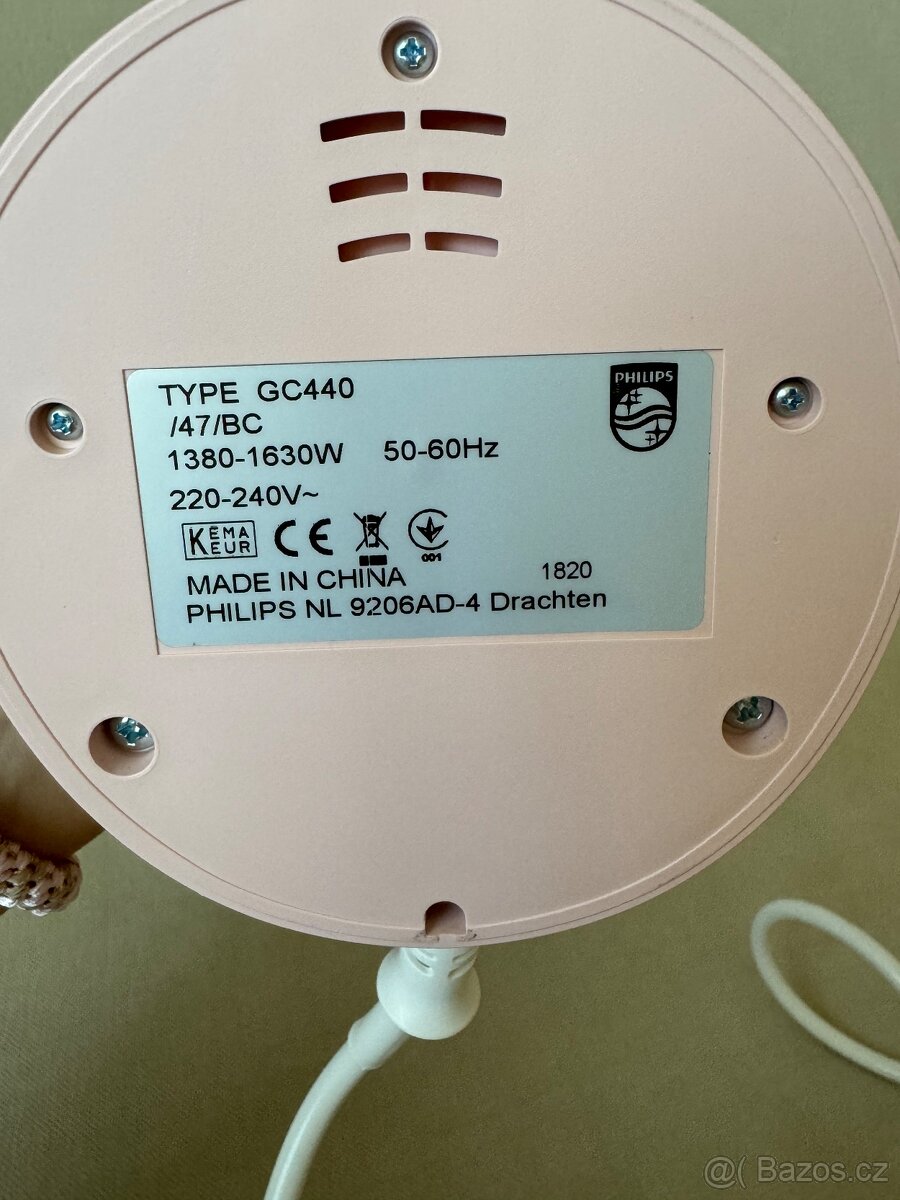 TYPE GC440
PHILIPS
/47/BC
1380-1630W 50-60Hz
220-240V~
KEMA
EUR
CE
001
MADE IN CHINA 1820
PHILIPS NL 9206AD-4 Drachten
@( Bazos.cz